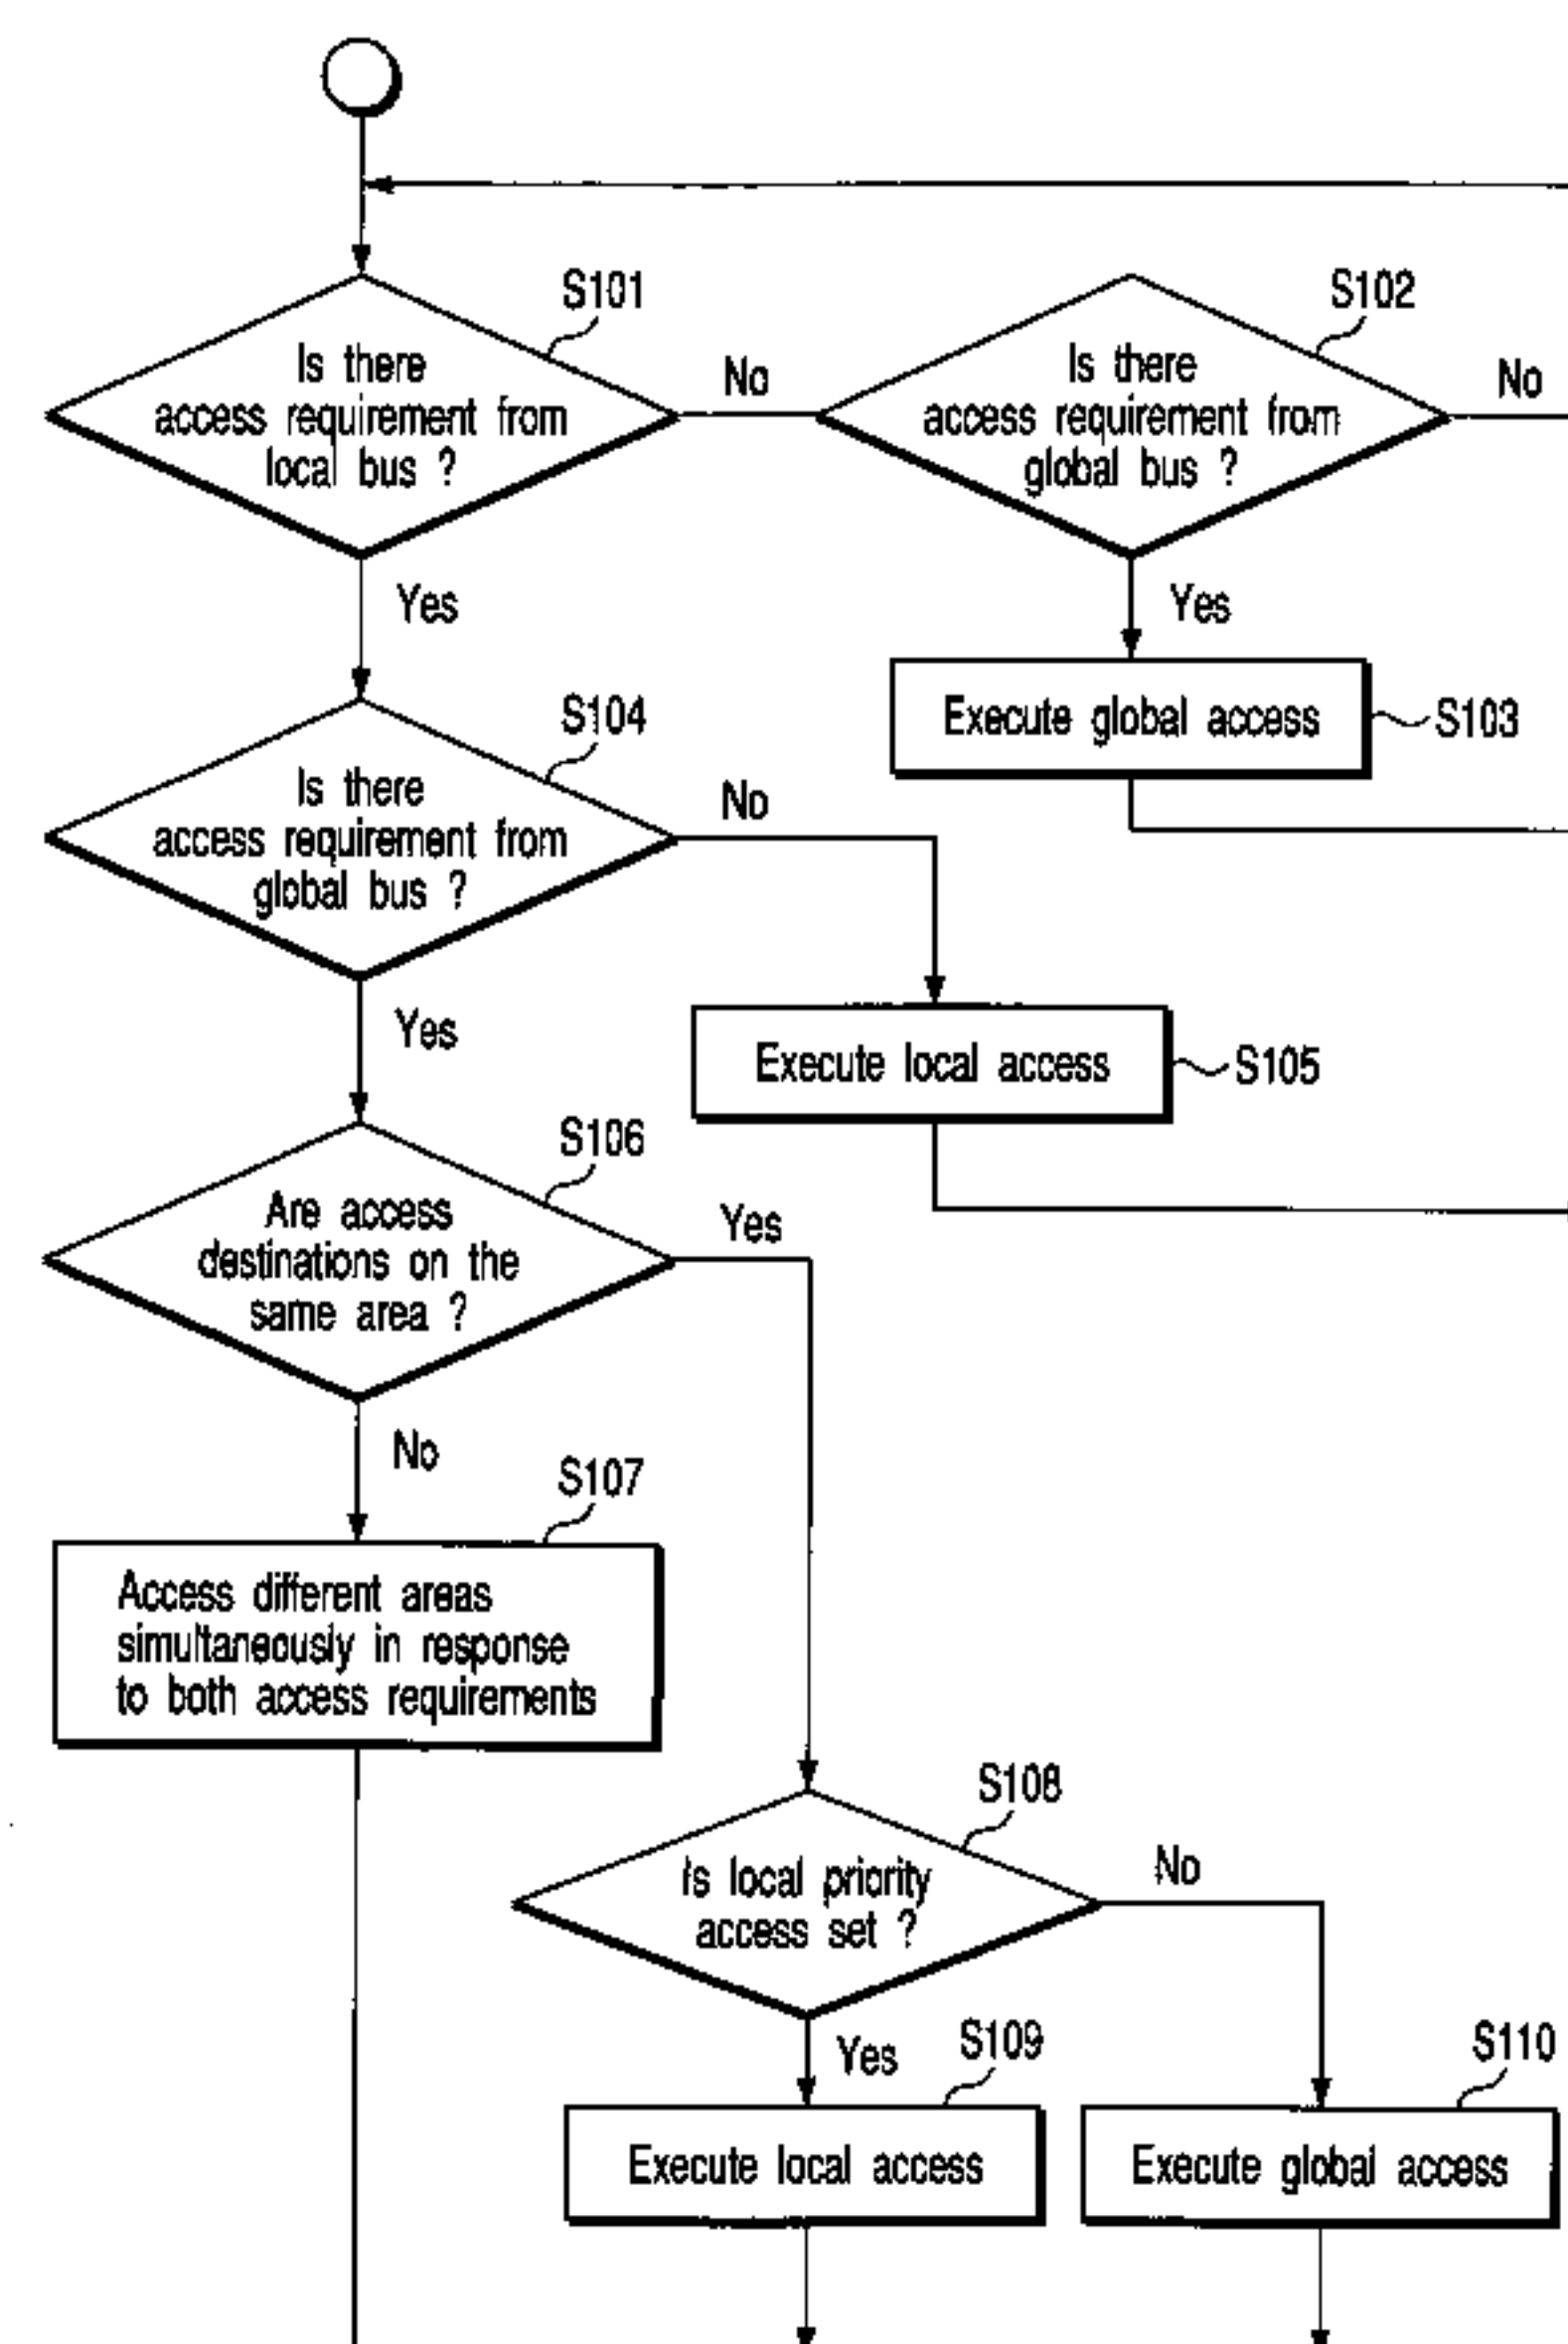 S101
Is there
access requirement from
local bus ?
No
S102
Is there
access requirement from
global bus ?
No
Yes
Yes
Execute global access
S103
S104
Is there
access requirement from
global bus ?
No
Yes
Execute local access
S105
S106
Are access
destinations on the
same area ?
Yes
No
S107
Access different areas
simultaneously in response
to both access requirements
S108
Is local priority
access set ?
No
Yes
S109
Execute local access
S110
Execute global access